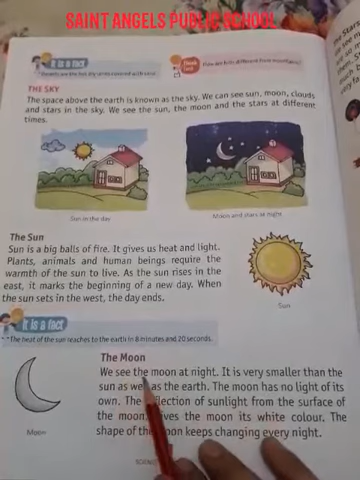 SAINT ANGELS PUBLIC SCHOOL
It is a fact
Think
THE SKY
The space above the earth is known as the sky. We can see sun, moon, clouds
and stars in the sky. We see the sun, the moon and the stars at different
times.
Sun in the day
Moon and stars at night
The Sun
Sun is a big balls of fire. It gives us heat and light.
Plants, animals and human beings require the
warmth of the sun to live. As the sun rises in the
east, it marks the beginning of a new day. When
the sun sets in the west, the day ends.
Sun
It is a fact
The heat of the sun reaches to the earth in 8 minutes and 20 seconds.
The Moon
We see the moon at night. It is very smaller than the
sun as well as the earth. The moon has no light of its
own. The reflection of sunlight from the surface of
the moon gives the moon its white colour. The
shape of the moon keeps changing every night.
Moon